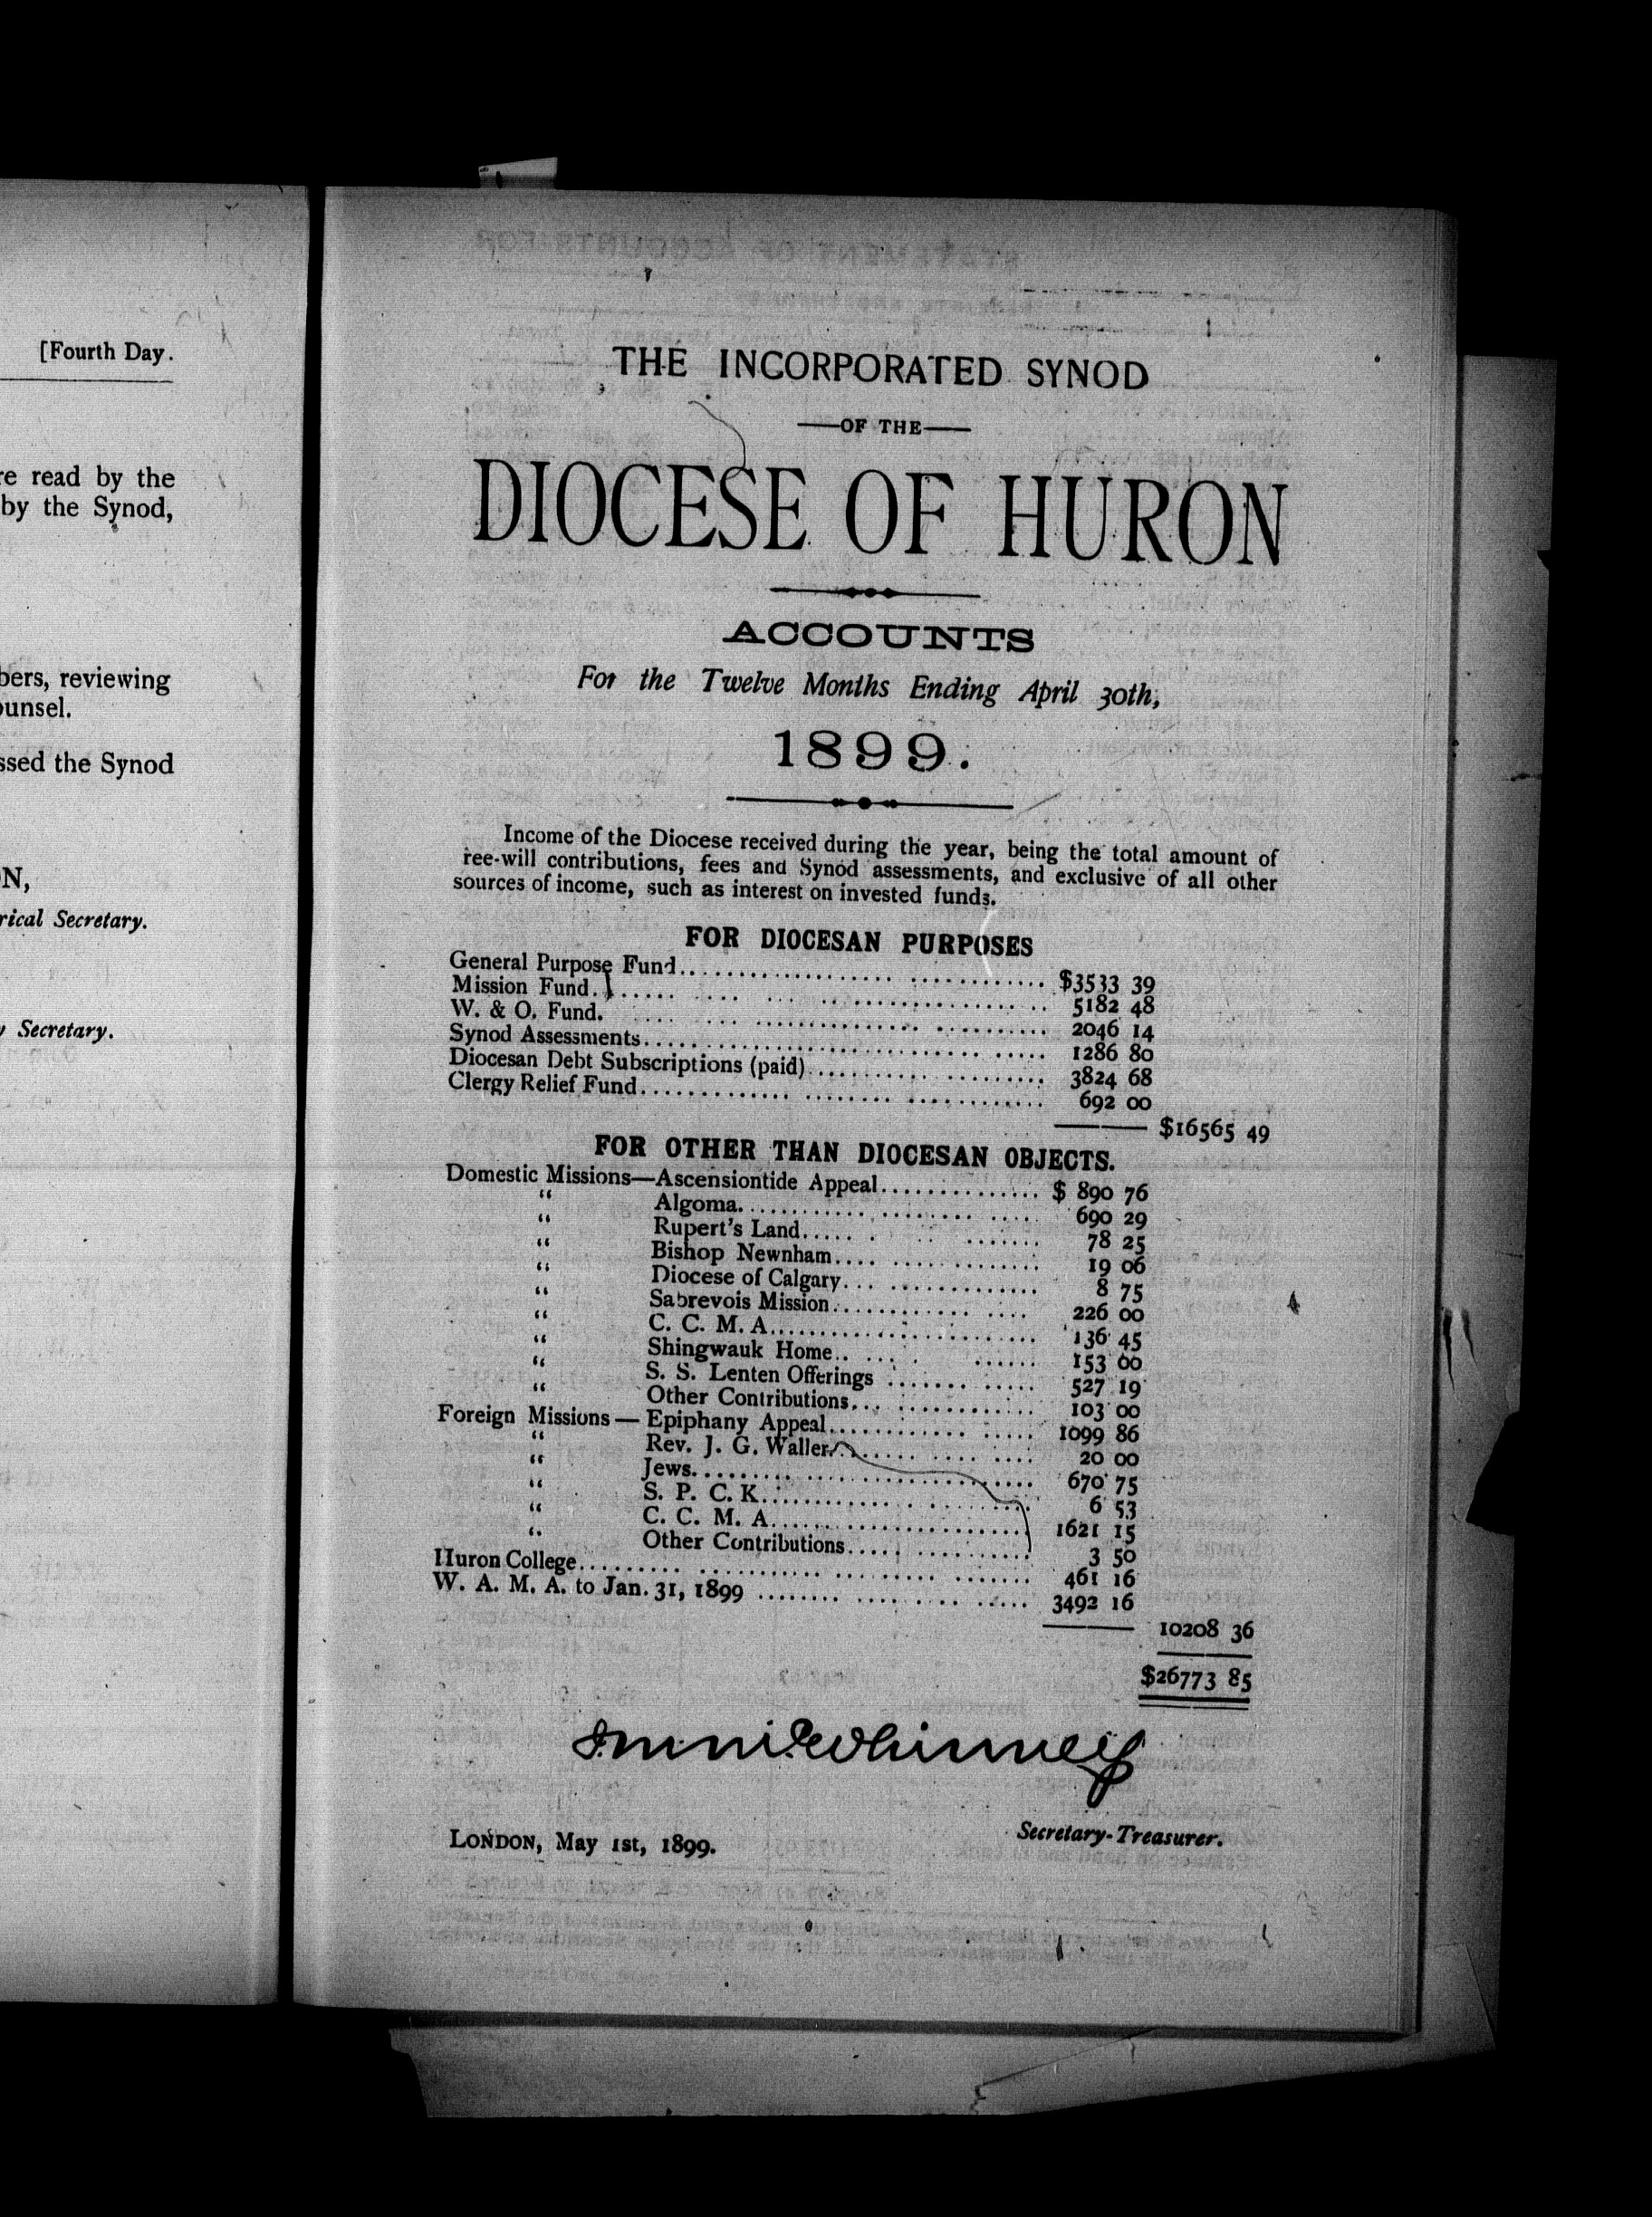 [Fourth Day.
re read by the
by the Synod,
bers, reviewing
ounsel.
ssed the Synod
N,
rical Secretary.
y Secretary.
THE INCORPORATED SYNOD
—OF THE—
DIOCESE OF HURON
ACCOUNTS
For the Twelve Months Ending April 30th,
1899.
Income of the Diocese received during the year, being the total amount of
ree-will contributions, fees and Synod assessments, and exclusive of all other
sources of income, such as interest on invested funds.
FOR DIOCESAN PURPOSES
General Purpose Fund........ $3533 39
Mission Fund.}........ 5182 48
W. & O. Fund. ........ 2046 14
Synod Assessments........ 1286 80
Diocesan Debt Subscriptions (paid)........ 3824 68
Clergy Relief Fund........ 692 00
$16565 49
FOR OTHER THAN DIOCESAN OBJECTS.
Domestic Missions—Ascensiontide Appeal........ $ 890 76
“ Algoma........ 690 29
“ Rupert's Land........ 78 25
“ Bishop Newnham........ 19 06
“ Diocese of Calgary........ 8 75
“ Sabrevois Mission........ 226 00
“ C. C. M. A........ 136 45
“ Shingwauk Home........ 153 00
“ S. S. Lenten Offerings ........ 527 19
“ Other Contributions........ 103 00
Foreign Missions— Epiphany Appeal........ 1099 86
“ Rev. J. G. Waller........ 20 00
“ Jews........ 670 75
“ S. P. C. K........ 6 53
“ C. C. M. A........ 1621 15
“ Other Contributions........ 3 50
Huron College........ 461 16
W. A. M. A. to Jan. 31, 1899 ........ 3492 16
10208 36
$26773 85
Secretary-Treasurer.
LONDON, May 1st, 1899.